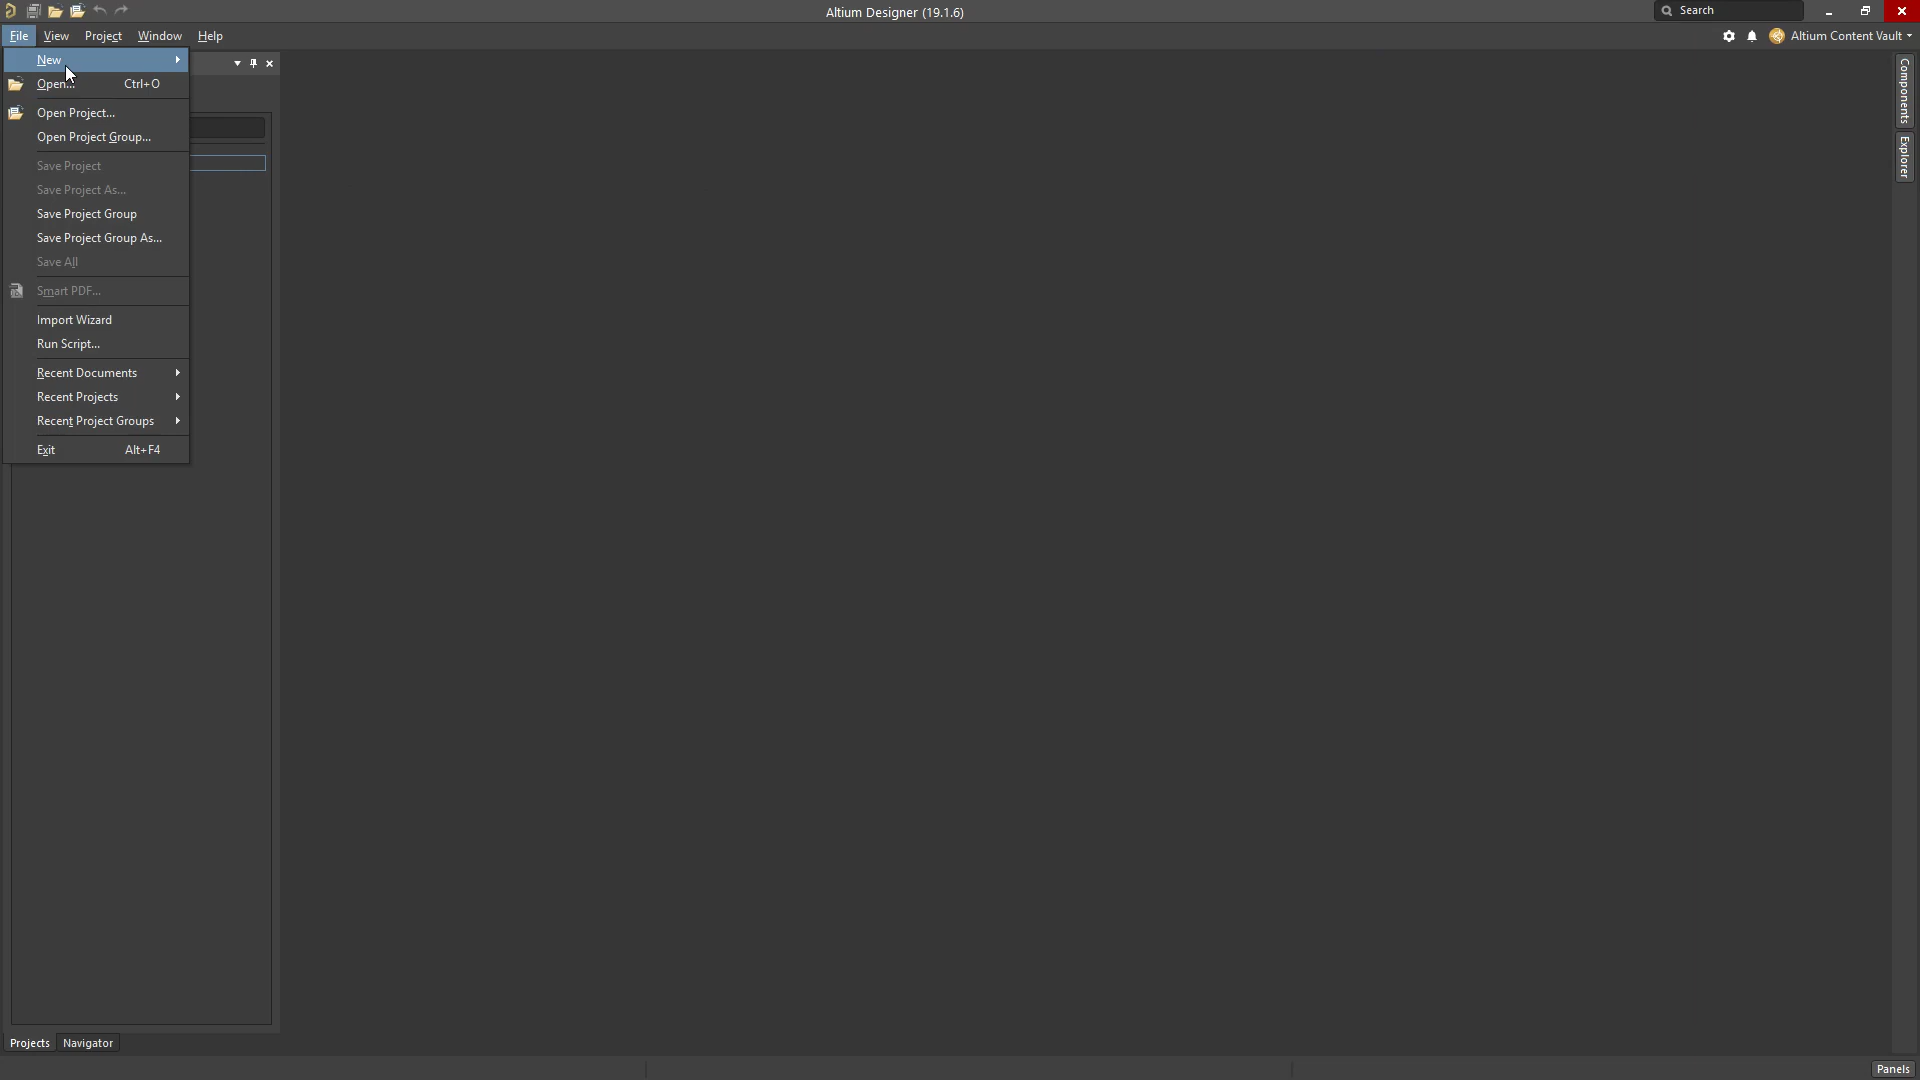 Altium Designer (19.1.6)
Search
File View Project Window Help
Altium Content Vault
New
Open... Ctrl+O
Open Project...
Open Project Group...
Save Project
Save Project As...
Save Project Group
Save Project Group As...
Save All
Smart PDF...
Import Wizard
Run Script...
Recent Documents
Recent Projects
Recent Project Groups
Exit Alt+F4
Components
Explorer
Projects Navigator
Panels